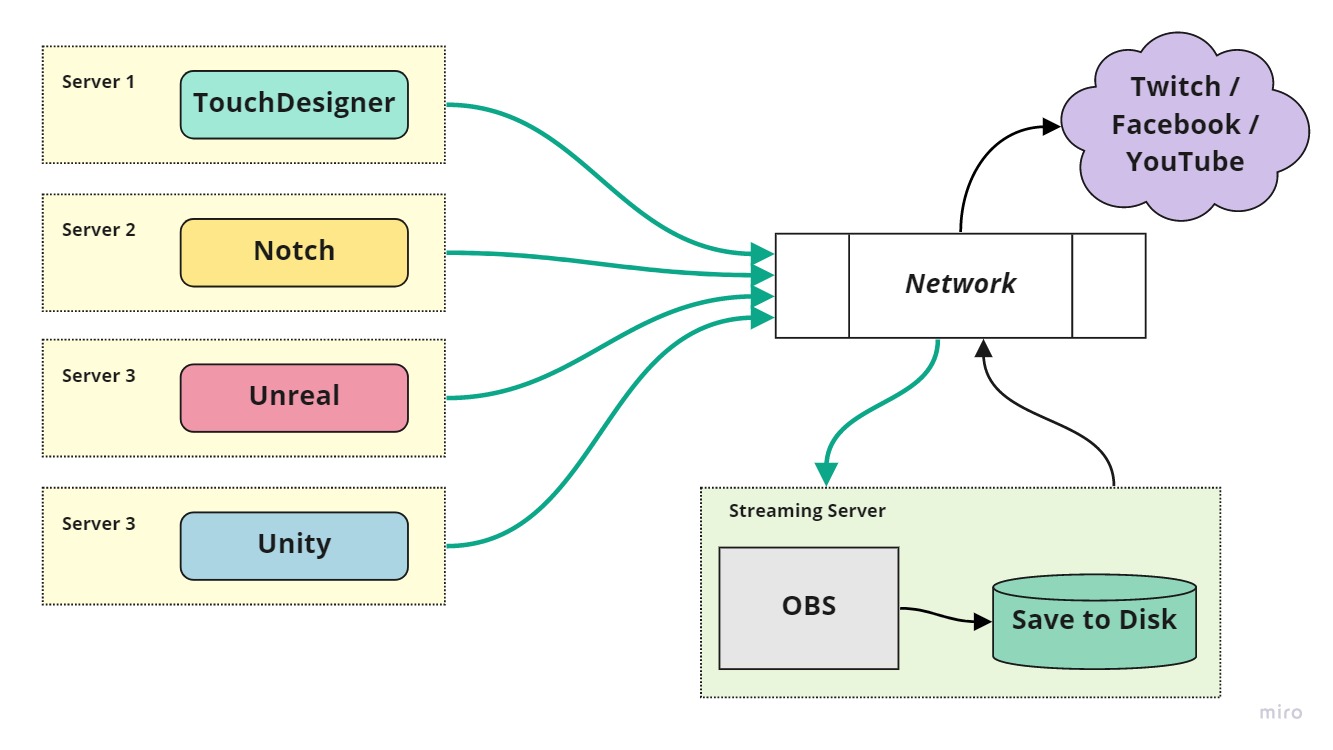 Server 1
TouchDesigner
Server 2
Notch
Server 3
Unreal
Server 3
Unity
Network
Twitch /
Facebook /
YouTube
Streaming Server
OBS
Save to Disk
miro